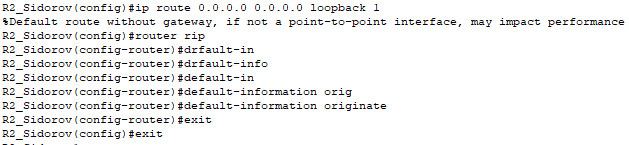 R2_Sidorov(config)#ip route 0.0.0.0 0.0.0.0 loopback 1
%Default route without gateway, if not a point-to-point interface, may impact performance
R2_Sidorov(config)#router rip
R2_Sidorov(config-router)#drfault-in
R2_Sidorov(config-router)#drfault-info
R2_Sidorov(config-router)#default-in
R2_Sidorov(config-router)#default-information orig
R2_Sidorov(config-router)#default-information originate
R2_Sidorov(config-router)#exit
R2_Sidorov(config)#exit